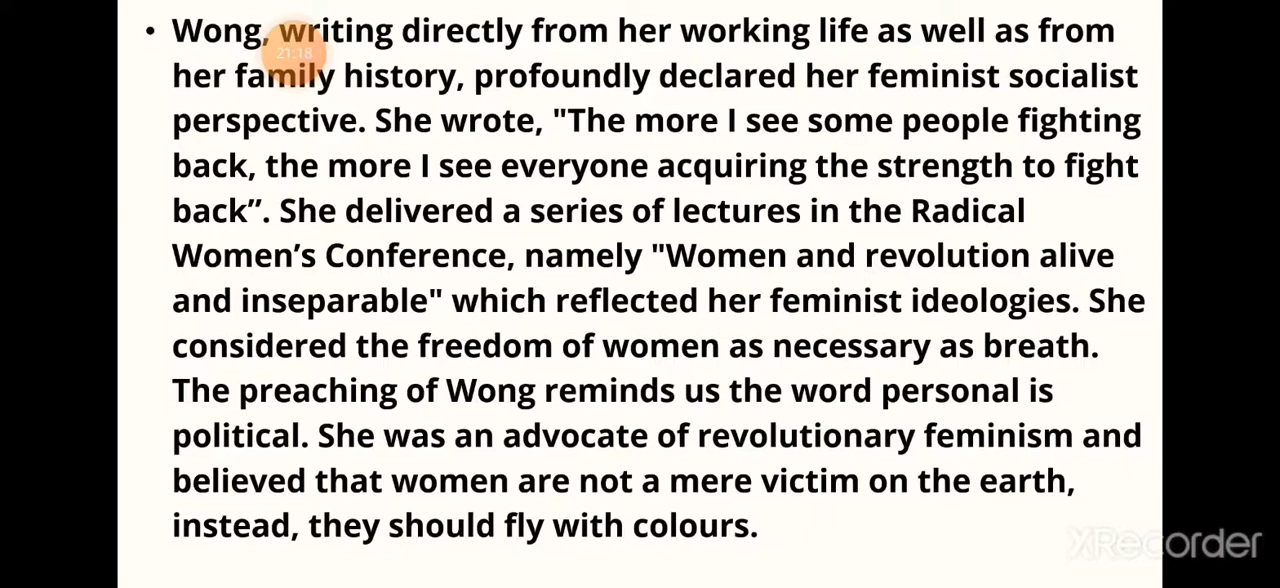 • Wong, writing directly from her working life as well as from
21:18
her family history, profoundly declared her feminist socialist
perspective. She wrote, "The more I see some people fighting
back, the more I see everyone acquiring the strength to fight
back”. She delivered a series of lectures in the Radical
Women’s Conference, namely "Women and revolution alive
and inseparable" which reflected her feminist ideologies. She
considered the freedom of women as necessary as breath.
The preaching of Wong reminds us the word personal is
political. She was an advocate of revolutionary feminism and
believed that women are not a mere victim on the earth,
instead, they should fly with colours.
XRecorder